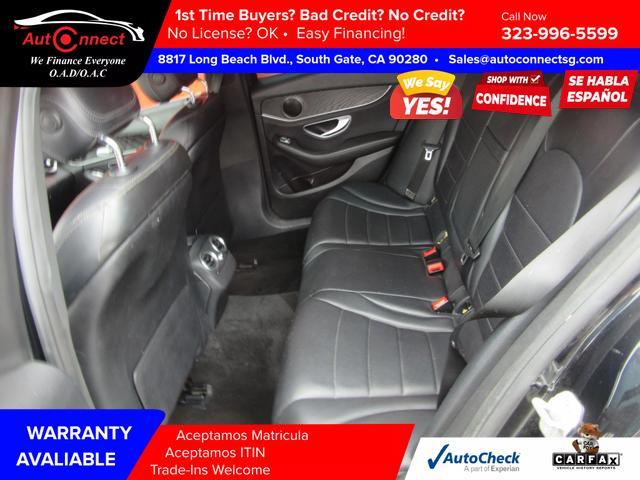 AutoConnect
We Finance Everyone
O.A.D/O.A.C
1st Time Buyers? Bad Credit? No Credit?
No License? OK • Easy Financing!
Call Now
323-996-5599
8817 Long Beach Blvd., South Gate, CA 90280 • Sales@autoconnectsg.com
We Say
YES!
SHOP WITH
CONFIDENCE
SE HABLA
ESPAÑOL
WARRANTY
AVALIABLE
Aceptamos Matricula
Aceptamos ITIN
Trade-Ins Welcome
AutoCheck
A part of Experian
CARFAX
VEHICLE HISTORY REPORTS